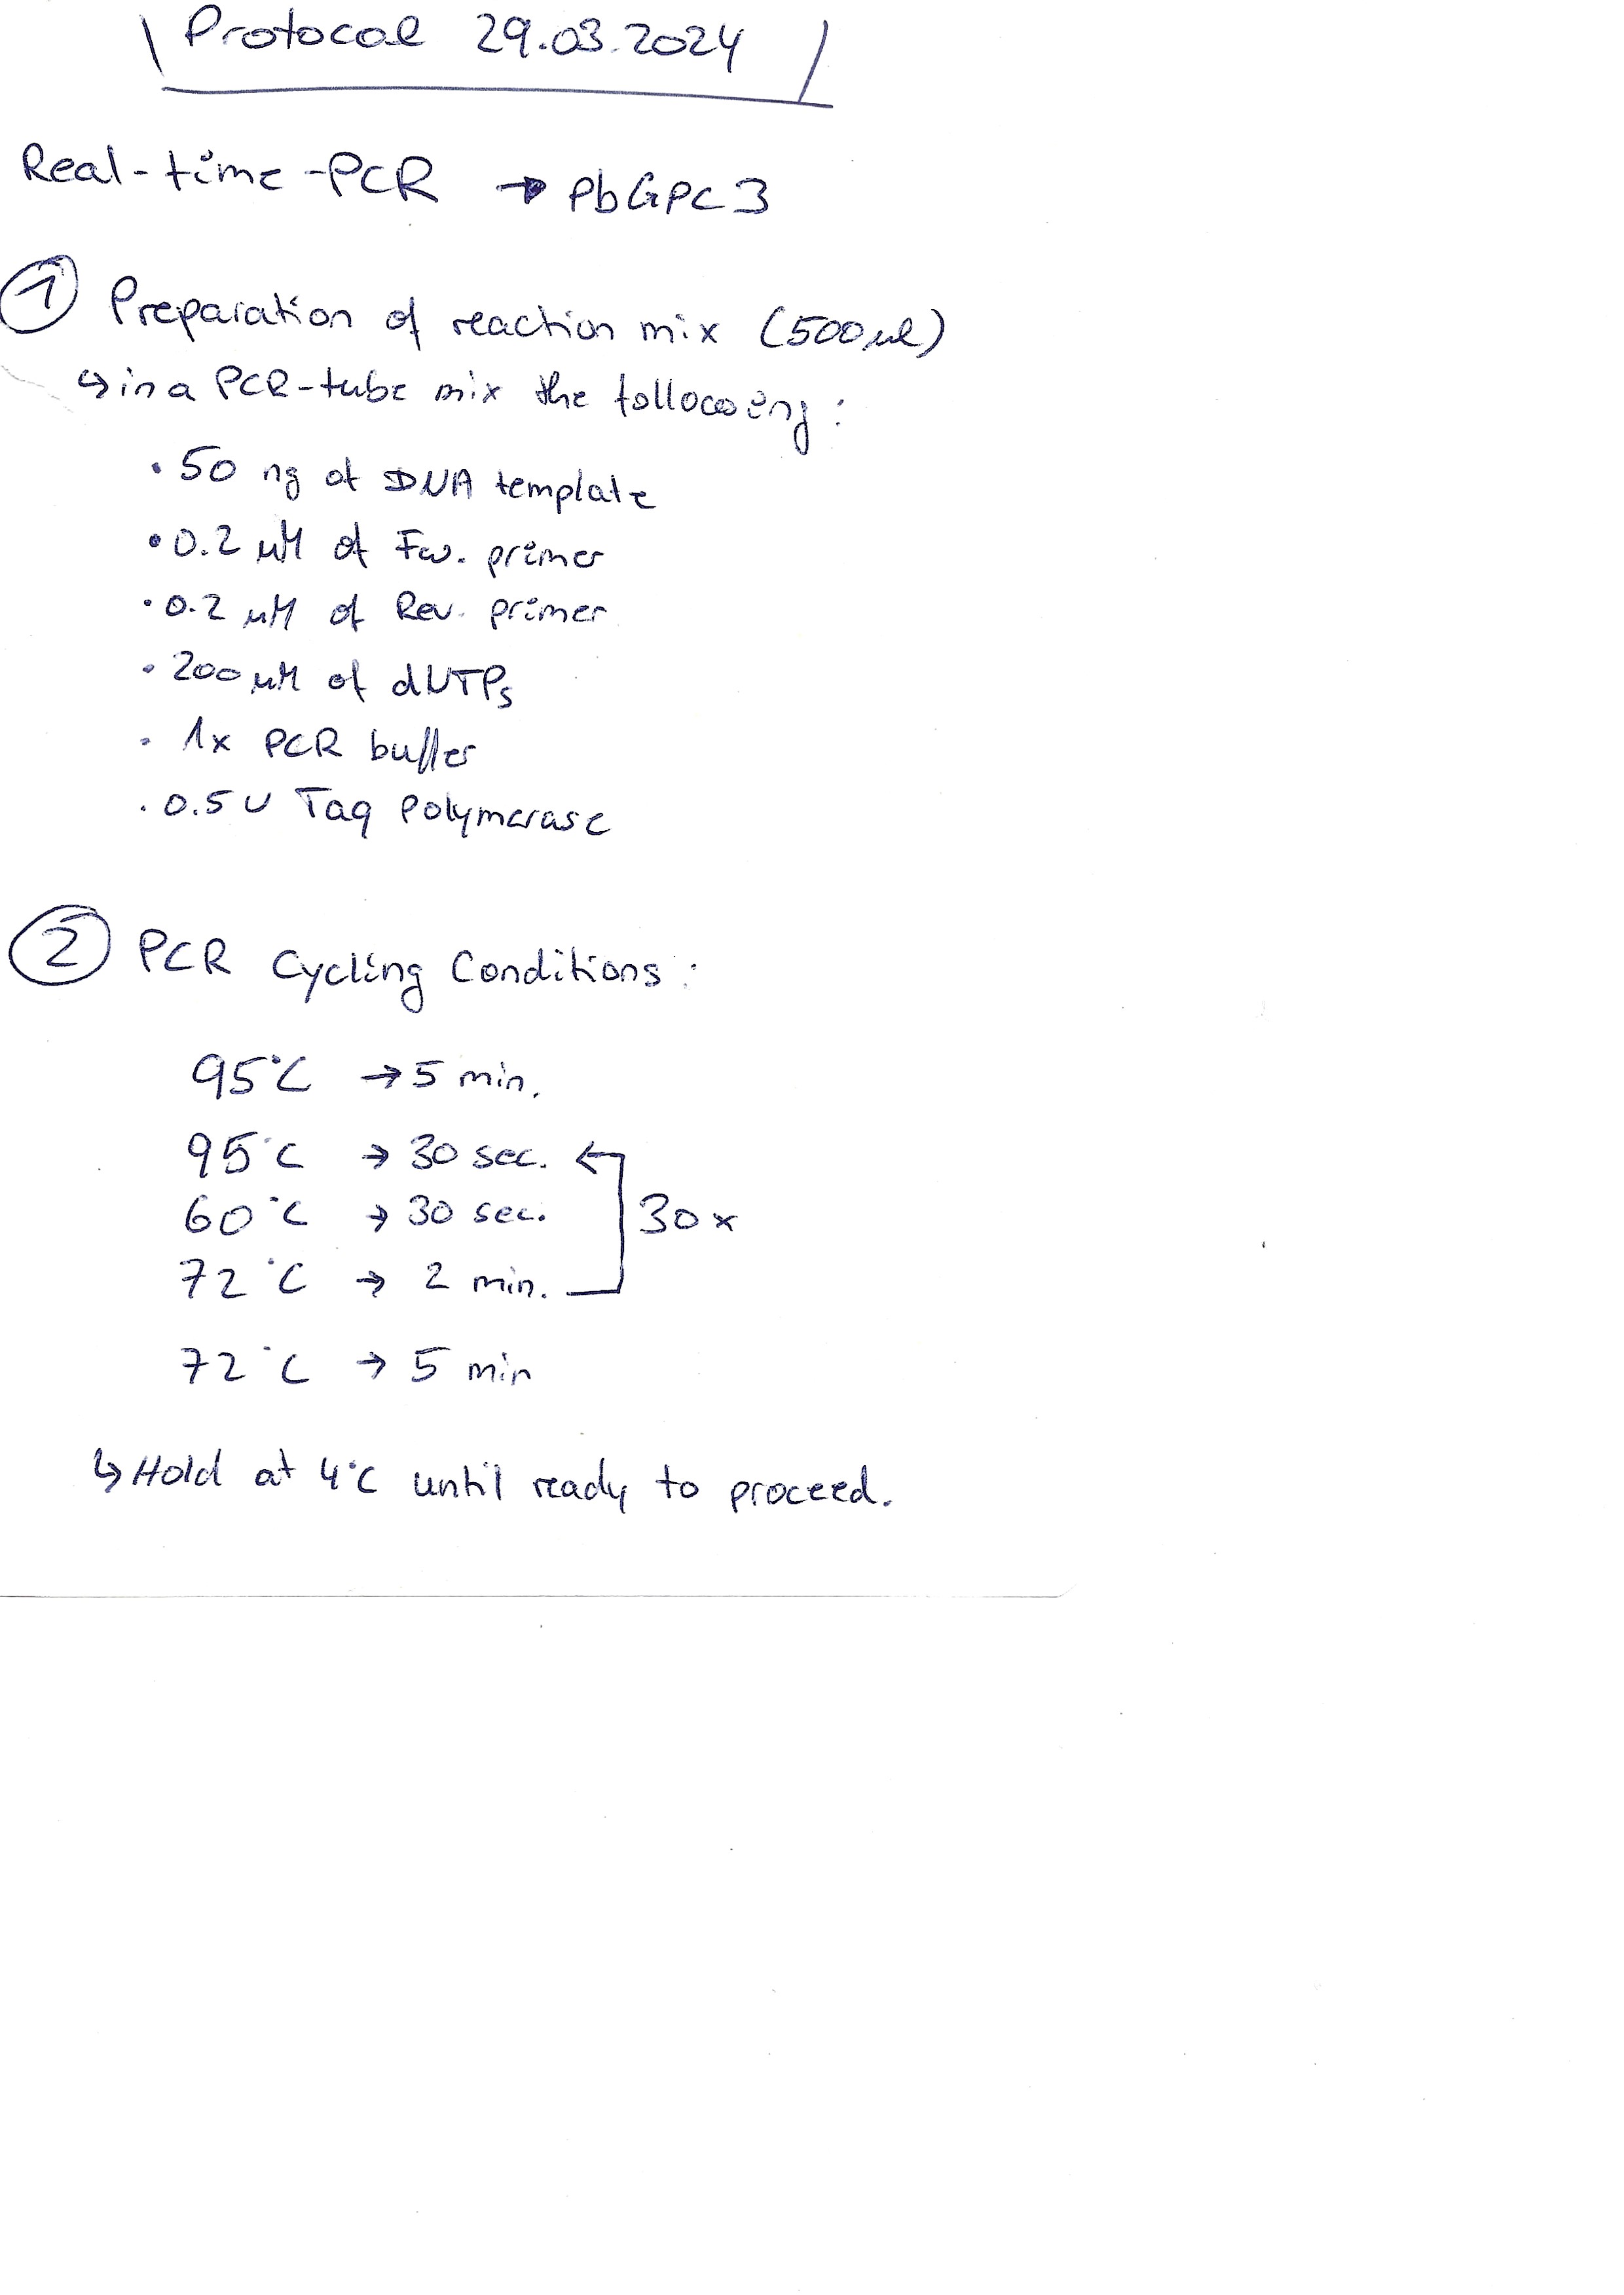 Protocol 29.03.2024
Real-time-PCR → PbGPC3
① Preparation of reaction mix (500µl)
↳ in a PCR-tube mix the following:
• 50 ng of DNA template
• 0.2 µM of Fw. primer
• 0.2 µM of Rev. primer
• 200 µM of dNTPs
• 1x PCR buffer
• 0.5 U Taq Polymerase
② PCR Cycling Conditions:
95°C → 5 min.
95°C → 30 sec. ←
60°C → 30 sec. 30x
72°C → 2 min.
72°C → 5 min
↳ Hold at 4°C until ready to proceed.